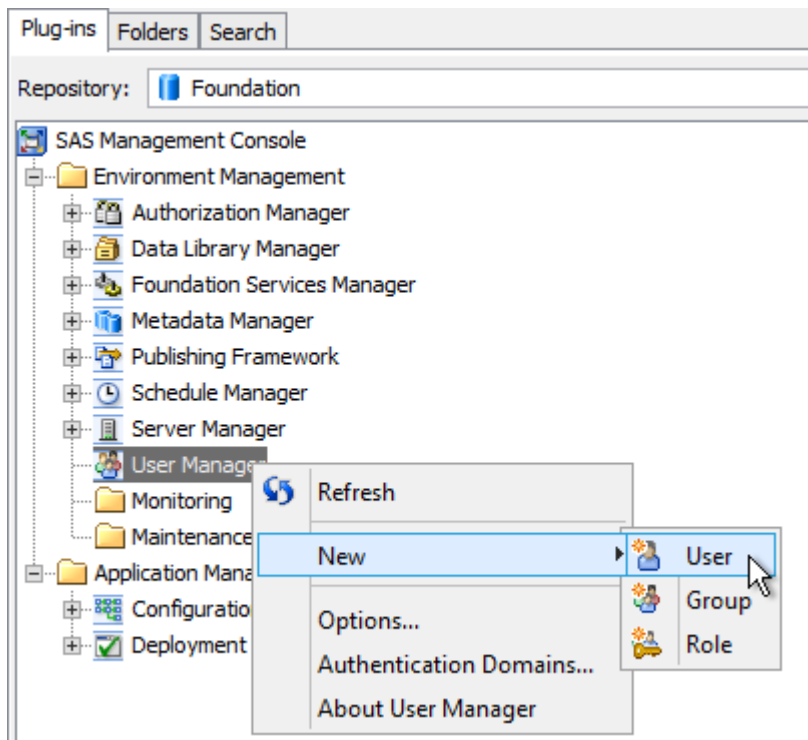 Plug-ins Folders Search
Repository: Foundation
SAS Management Console
Environment Management
Authorization Manager
Data Library Manager
Foundation Services Manager
Metadata Manager
Publishing Framework
Schedule Manager
Server Manager
User Manage
Monitoring
Maintenance
Application Mana
Configuratio
Deployment
Refresh
New
Options...
Authentication Domains...
About User Manager
User
Group
Role